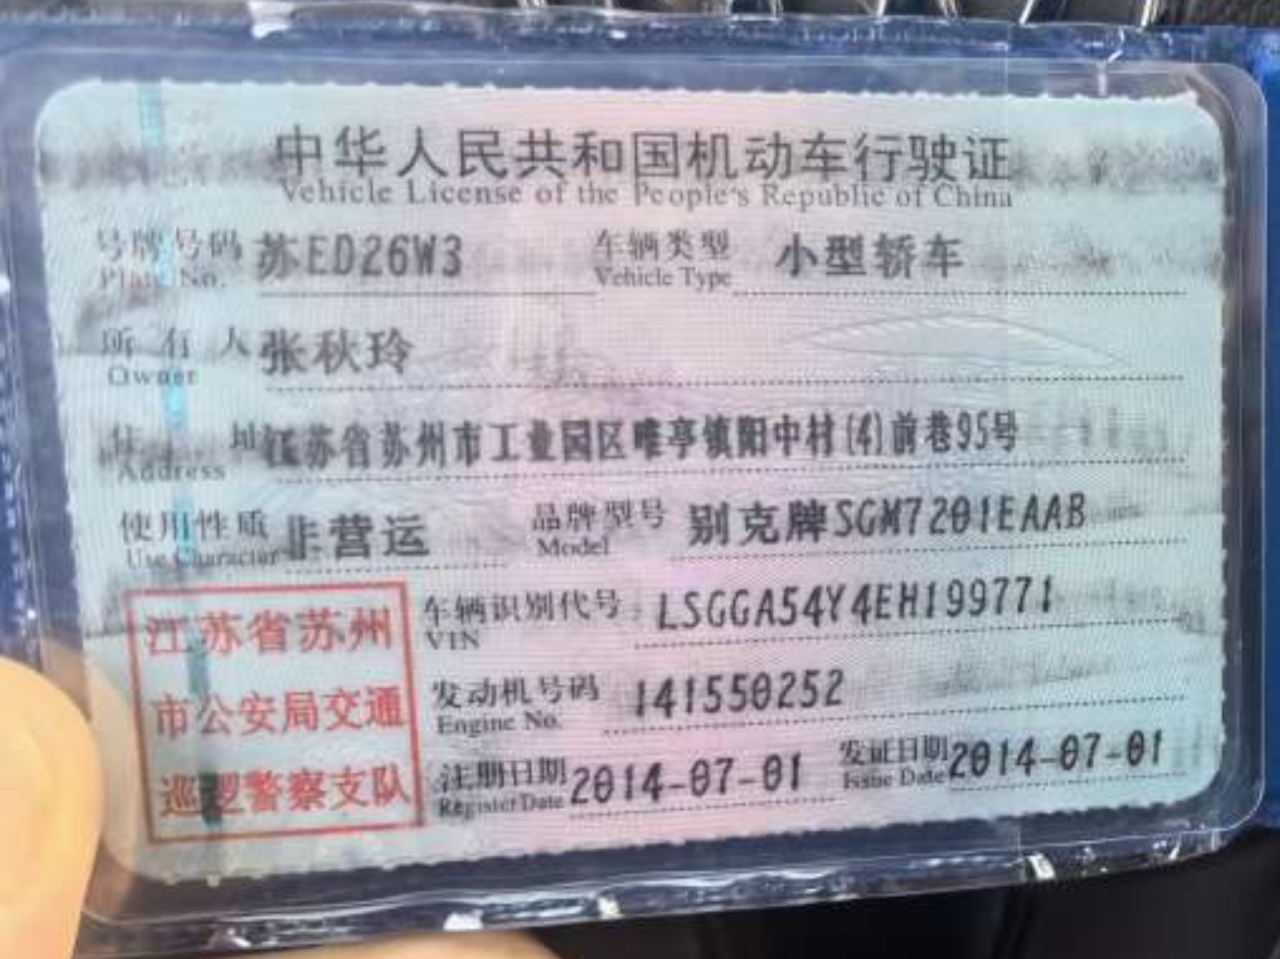 中华人民共和国机动车行驶证
Vehicle License of the People's Republic of China
号牌号码 苏ED26W3 车辆类型 小型轿车
Plate No. Vehicle Type
所有人 张秋玲
Owner
住址 江苏省苏州市工业园区唯亭镇阳中村(4)前巷95号
Address
使用性质 非营运 品牌型号 别克牌SGM7201EAAB
Use Character Model
车辆识别代号 LSGGA54Y4EH199771
VIN
发动机号码 141550252
Engine No.
注册日期 2014-07-01 发证日期 2014-07-01
Register Date Issue Date
江苏省苏州
市公安局交通
巡逻警察支队